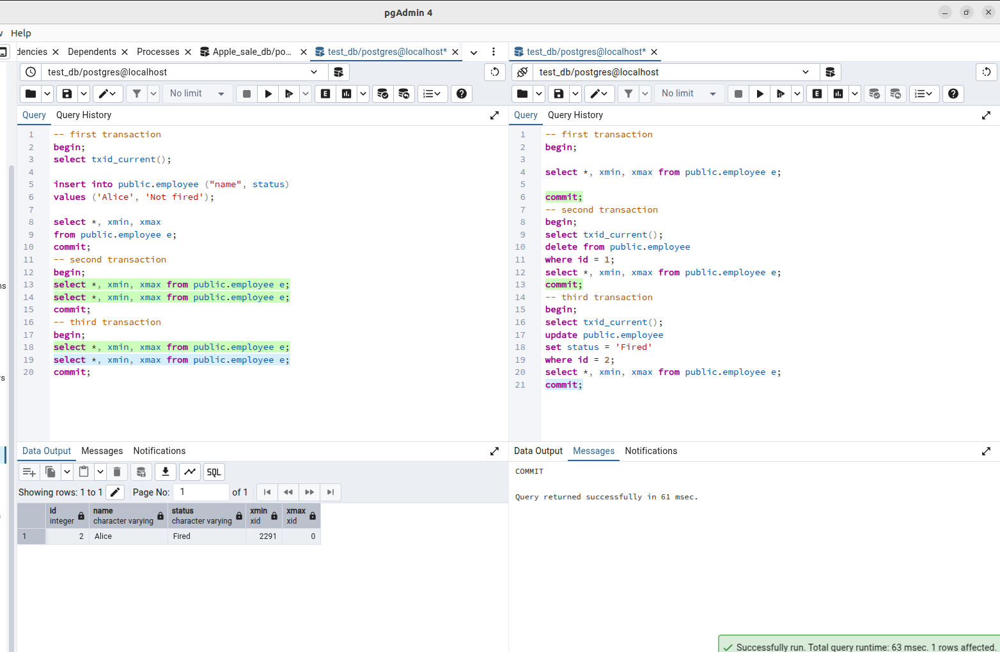 pgAdmin 4
Help
dencies
Dependents
Processes
Apple_sale_db/po...
test_db/postgres@localhost*
test_db/postgres@localhost*
test_db/postgres@localhost
test_db/postgres@localhost
No limit
E
No limit
E
Query
Query History
Query
Query History
1 -- first transaction
2 begin;
3 select txid_current();
4
5 insert into public.employee ("name", status)
6 values ('Alice', 'Not fired');
7
8 select *, xmin, xmax
9 from public.employee e;
10 commit;
11 -- second transaction
12 begin;
13 select *, xmin, xmax from public.employee e;
14 select *, xmin, xmax from public.employee e;
15 commit;
16 -- third transaction
17 begin;
18 select *, xmin, xmax from public.employee e;
19 select *, xmin, xmax from public.employee e;
20 commit;
1 -- first transaction
2 begin;
3
4 select *, xmin, xmax from public.employee e;
5
6 commit;
7 -- second transaction
8 begin;
9 select txid_current();
10 delete from public.employee
11 where id = 1;
12 select *, xmin, xmax from public.employee e;
13 commit;
14 -- third transaction
15 begin;
16 select txid_current();
17 update public.employee
18 set status = 'Fired'
19 where id = 2;
20 select *, xmin, xmax from public.employee e;
21 commit;
Data Output
Messages
Notifications
SQL
Showing rows: 1 to 1
Page No: 1 of 1
id name status xmin xmax
integer character varying character varying xid xid
1 2 Alice Fired 2291 0
Data Output
Messages
Notifications
COMMIT
Query returned successfully in 61 msec.
Successfully run. Total query runtime: 63 msec. 1 rows affected.